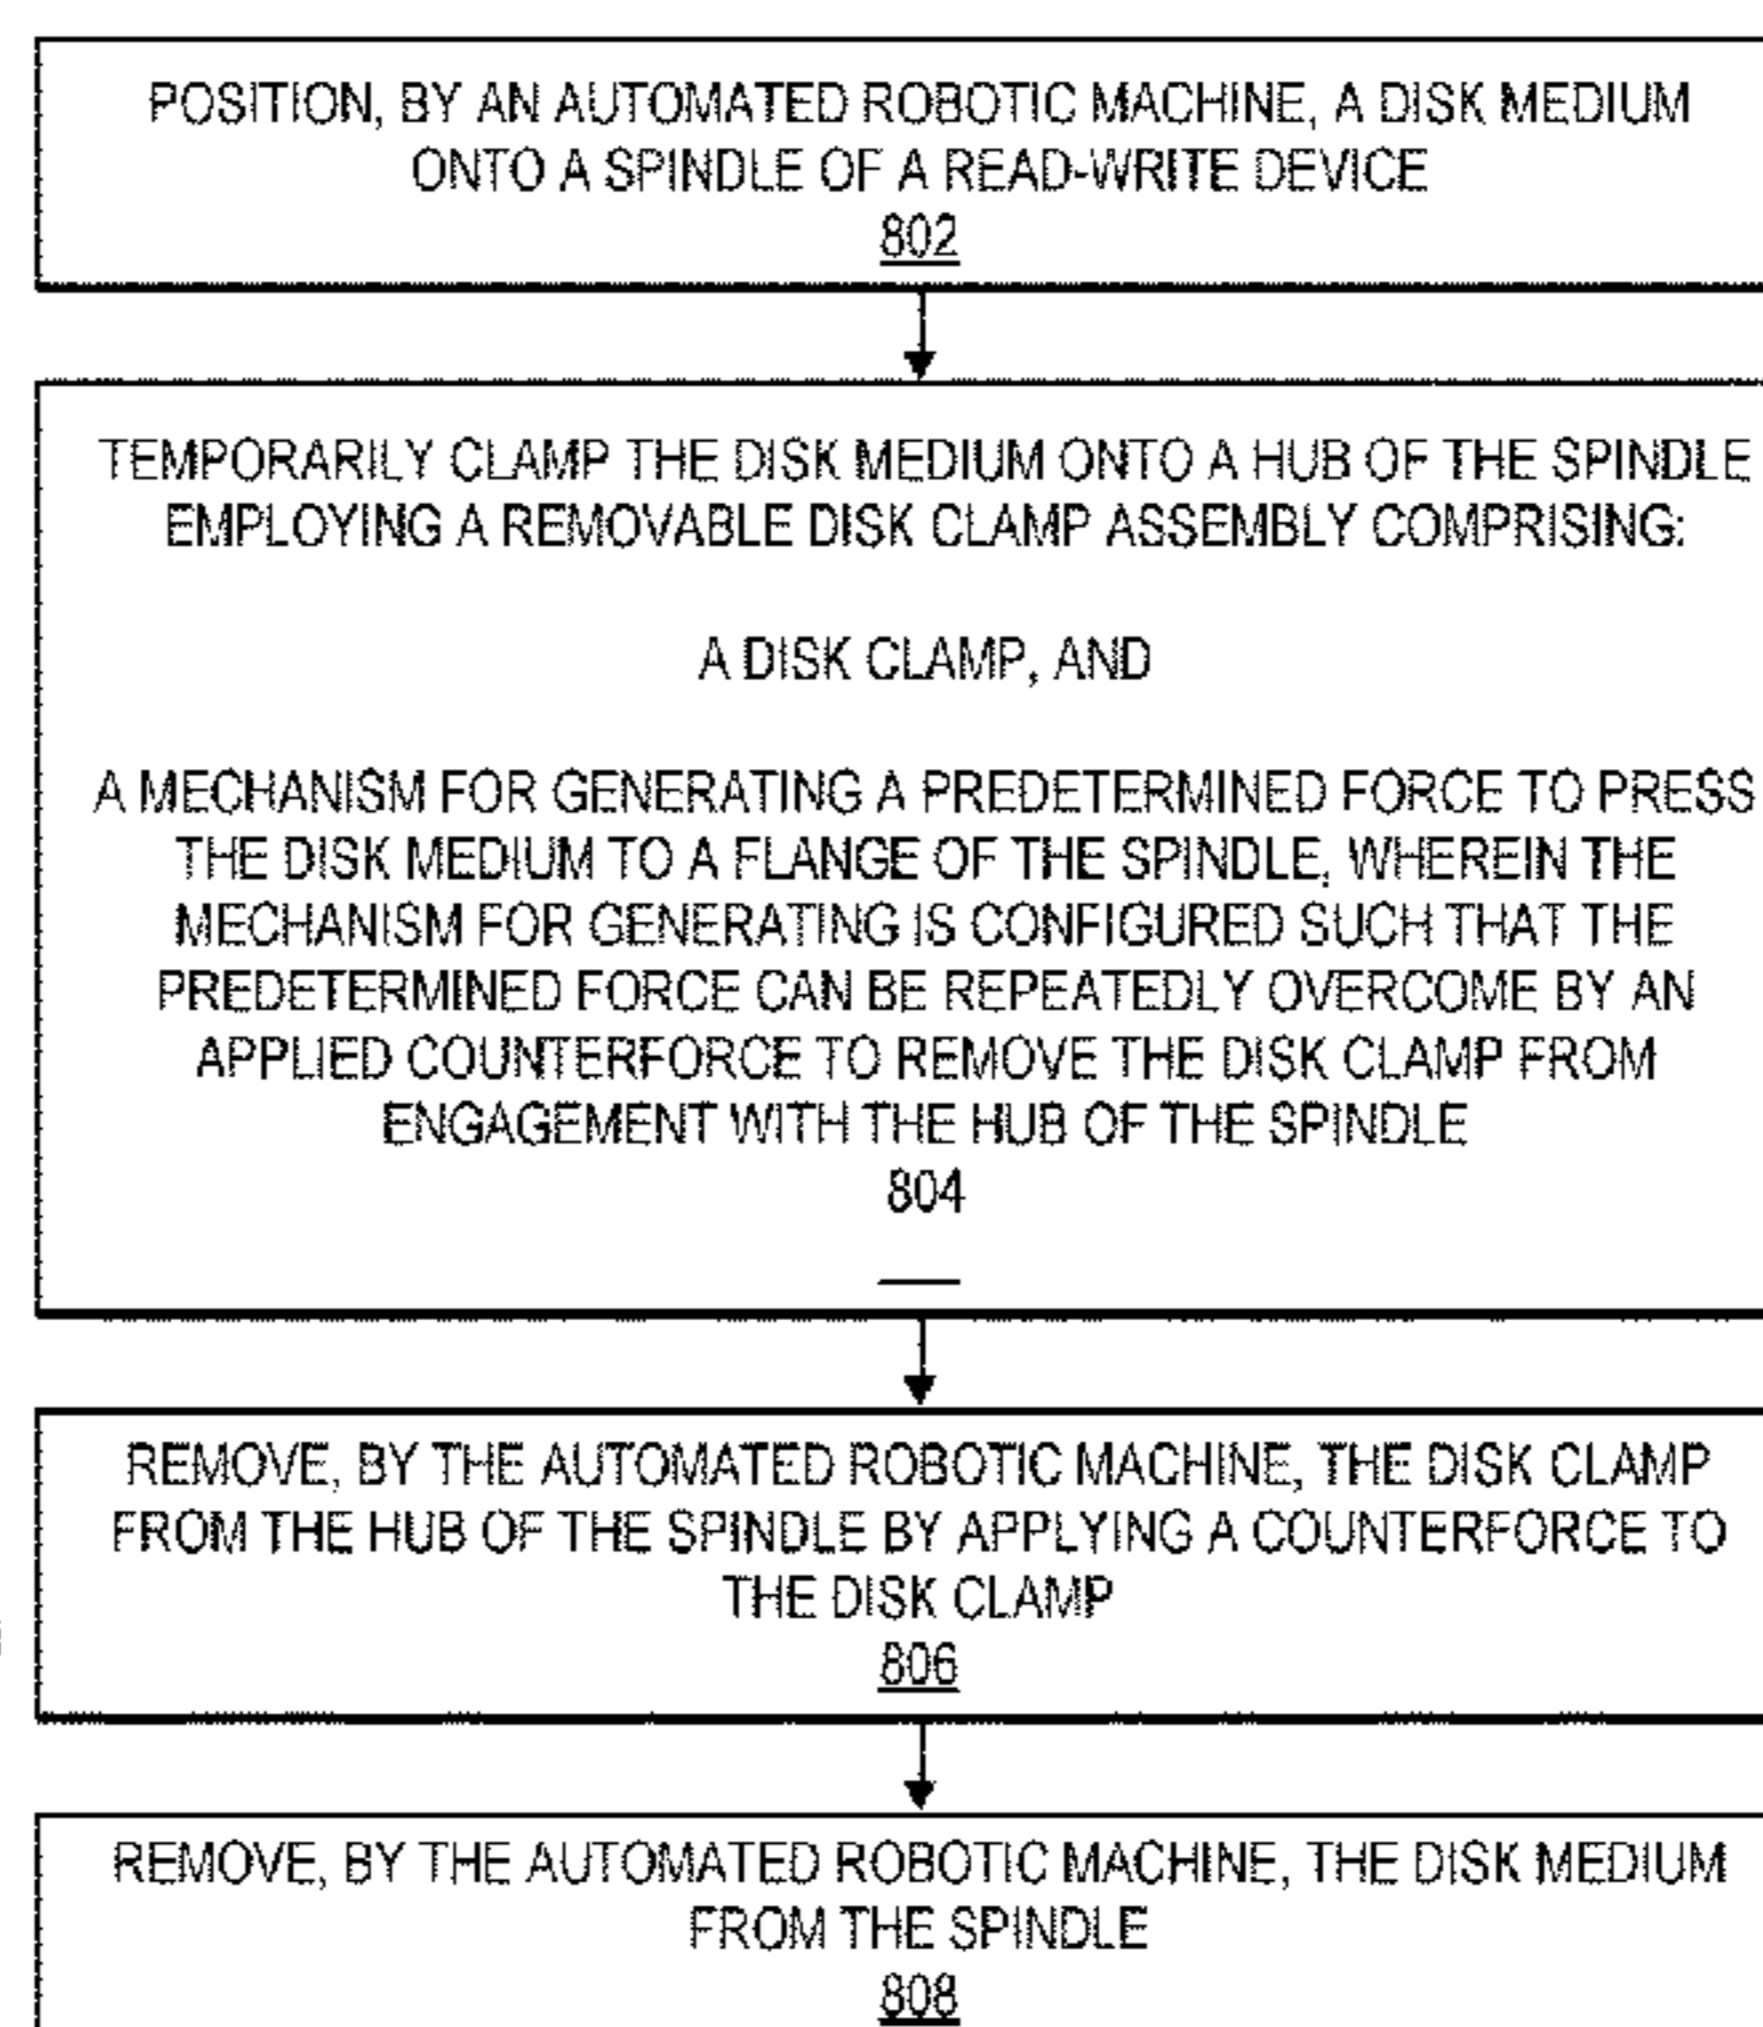 POSITION, BY AN AUTOMATED ROBOTIC MACHINE, A DISK MEDIUM
ONTO A SPINDLE OF A READ-WRITE DEVICE
802
TEMPORARILY CLAMP THE DISK MEDIUM ONTO A HUB OF THE SPINDLE
EMPLOYING A REMOVABLE DISK CLAMP ASSEMBLY COMPRISING:
A DISK CLAMP, AND
A MECHANISM FOR GENERATING A PREDETERMINED FORCE TO PRESS
THE DISK MEDIUM TO A FLANGE OF THE SPINDLE, WHEREIN THE
MECHANISM FOR GENERATING IS CONFIGURED SUCH THAT THE
PREDETERMINED FORCE CAN BE REPEATEDLY OVERCOME BY AN
APPLIED COUNTERFORCE TO REMOVE THE DISK CLAMP FROM
ENGAGEMENT WITH THE HUB OF THE SPINDLE
804
REMOVE, BY THE AUTOMATED ROBOTIC MACHINE, THE DISK CLAMP
FROM THE HUB OF THE SPINDLE BY APPLYING A COUNTERFORCE TO
THE DISK CLAMP
806
REMOVE, BY THE AUTOMATED ROBOTIC MACHINE, THE DISK MEDIUM
FROM THE SPINDLE
808